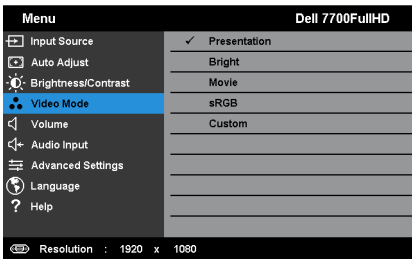 Menu Dell 7700FullHD
Input Source ✓ Presentation
Auto Adjust Bright
Brightness/Contrast Movie
Video Mode sRGB
Volume Custom
Audio Input
Advanced Settings
Language
? Help
Resolution : 1920 x 1080